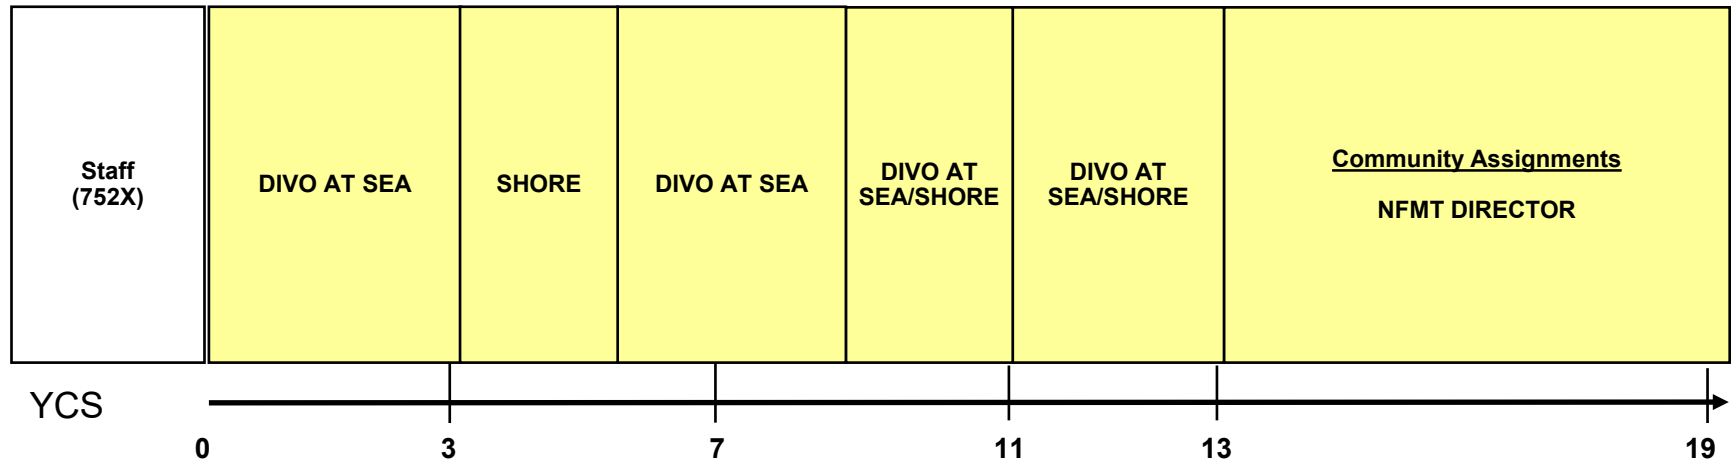 Staff
(752X)
DIVO AT SEA
SHORE
DIVO AT SEA
DIVO AT
SEA/SHORE
DIVO AT
SEA/SHORE
Community Assignments
NFMT DIRECTOR
YCS
0
3
7
11
13
19